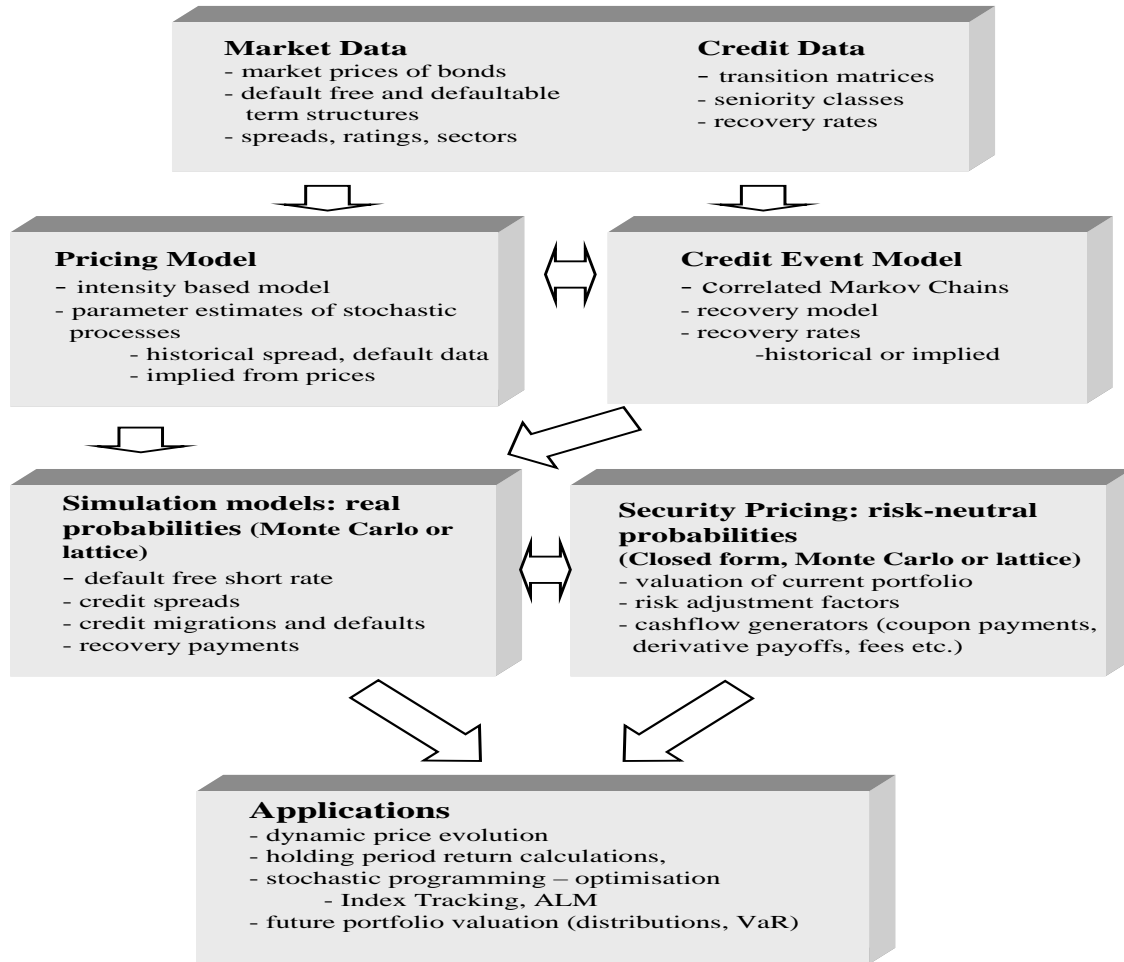 Market Data
- market prices of bonds
- default free and defaultable
term structures
- spreads, ratings, sectors
Credit Data
- transition matrices
- seniority classes
- recovery rates
Pricing Model
- intensity based model
- parameter estimates of stochastic
processes
- historical spread, default data
- implied from prices
Credit Event Model
- correlated Markov Chains
- recovery model
- recovery rates
-historical or implied
Simulation models: real
probabilities (Monte Carlo or
lattice)
- default free short rate
- credit spreads
- credit migrations and defaults
- recovery payments
Security Pricing: risk-neutral
probabilities
(Closed form, Monte Carlo or lattice)
- valuation of current portfolio
- risk adjustment factors
- cashflow generators (coupon payments,
derivative payoffs, fees etc.)
Applications
- dynamic price evolution
- holding period return calculations,
- stochastic programming – optimisation
- Index Tracking, ALM
- future portfolio valuation (distributions, VaR)